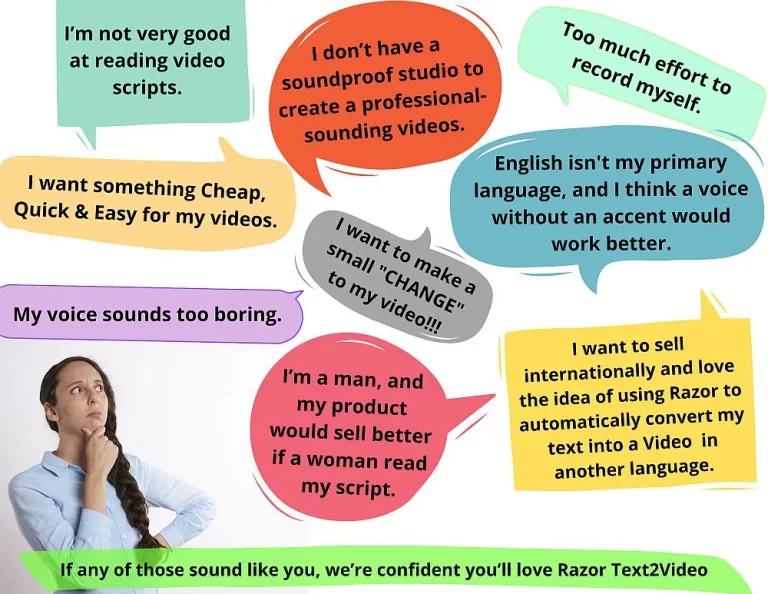 I’m not very good
at reading video
scripts.
I don’t have a
soundproof studio to
create a professional-
sounding videos.
Too much effort to
record myself.
I want something Cheap,
Quick & Easy for my videos.
English isn't my primary
language, and I think a voice
without an accent would
work better.
I want to make a
small "CHANGE"
to my video!!!
My voice sounds too boring.
I’m a man, and
my product
would sell better
if a woman read
my script.
I want to sell
internationally and love
the idea of using Razor to
automatically convert my
text into a Video in
another language.
If any of those sound like you, we’re confident you’ll love Razor Text2Video